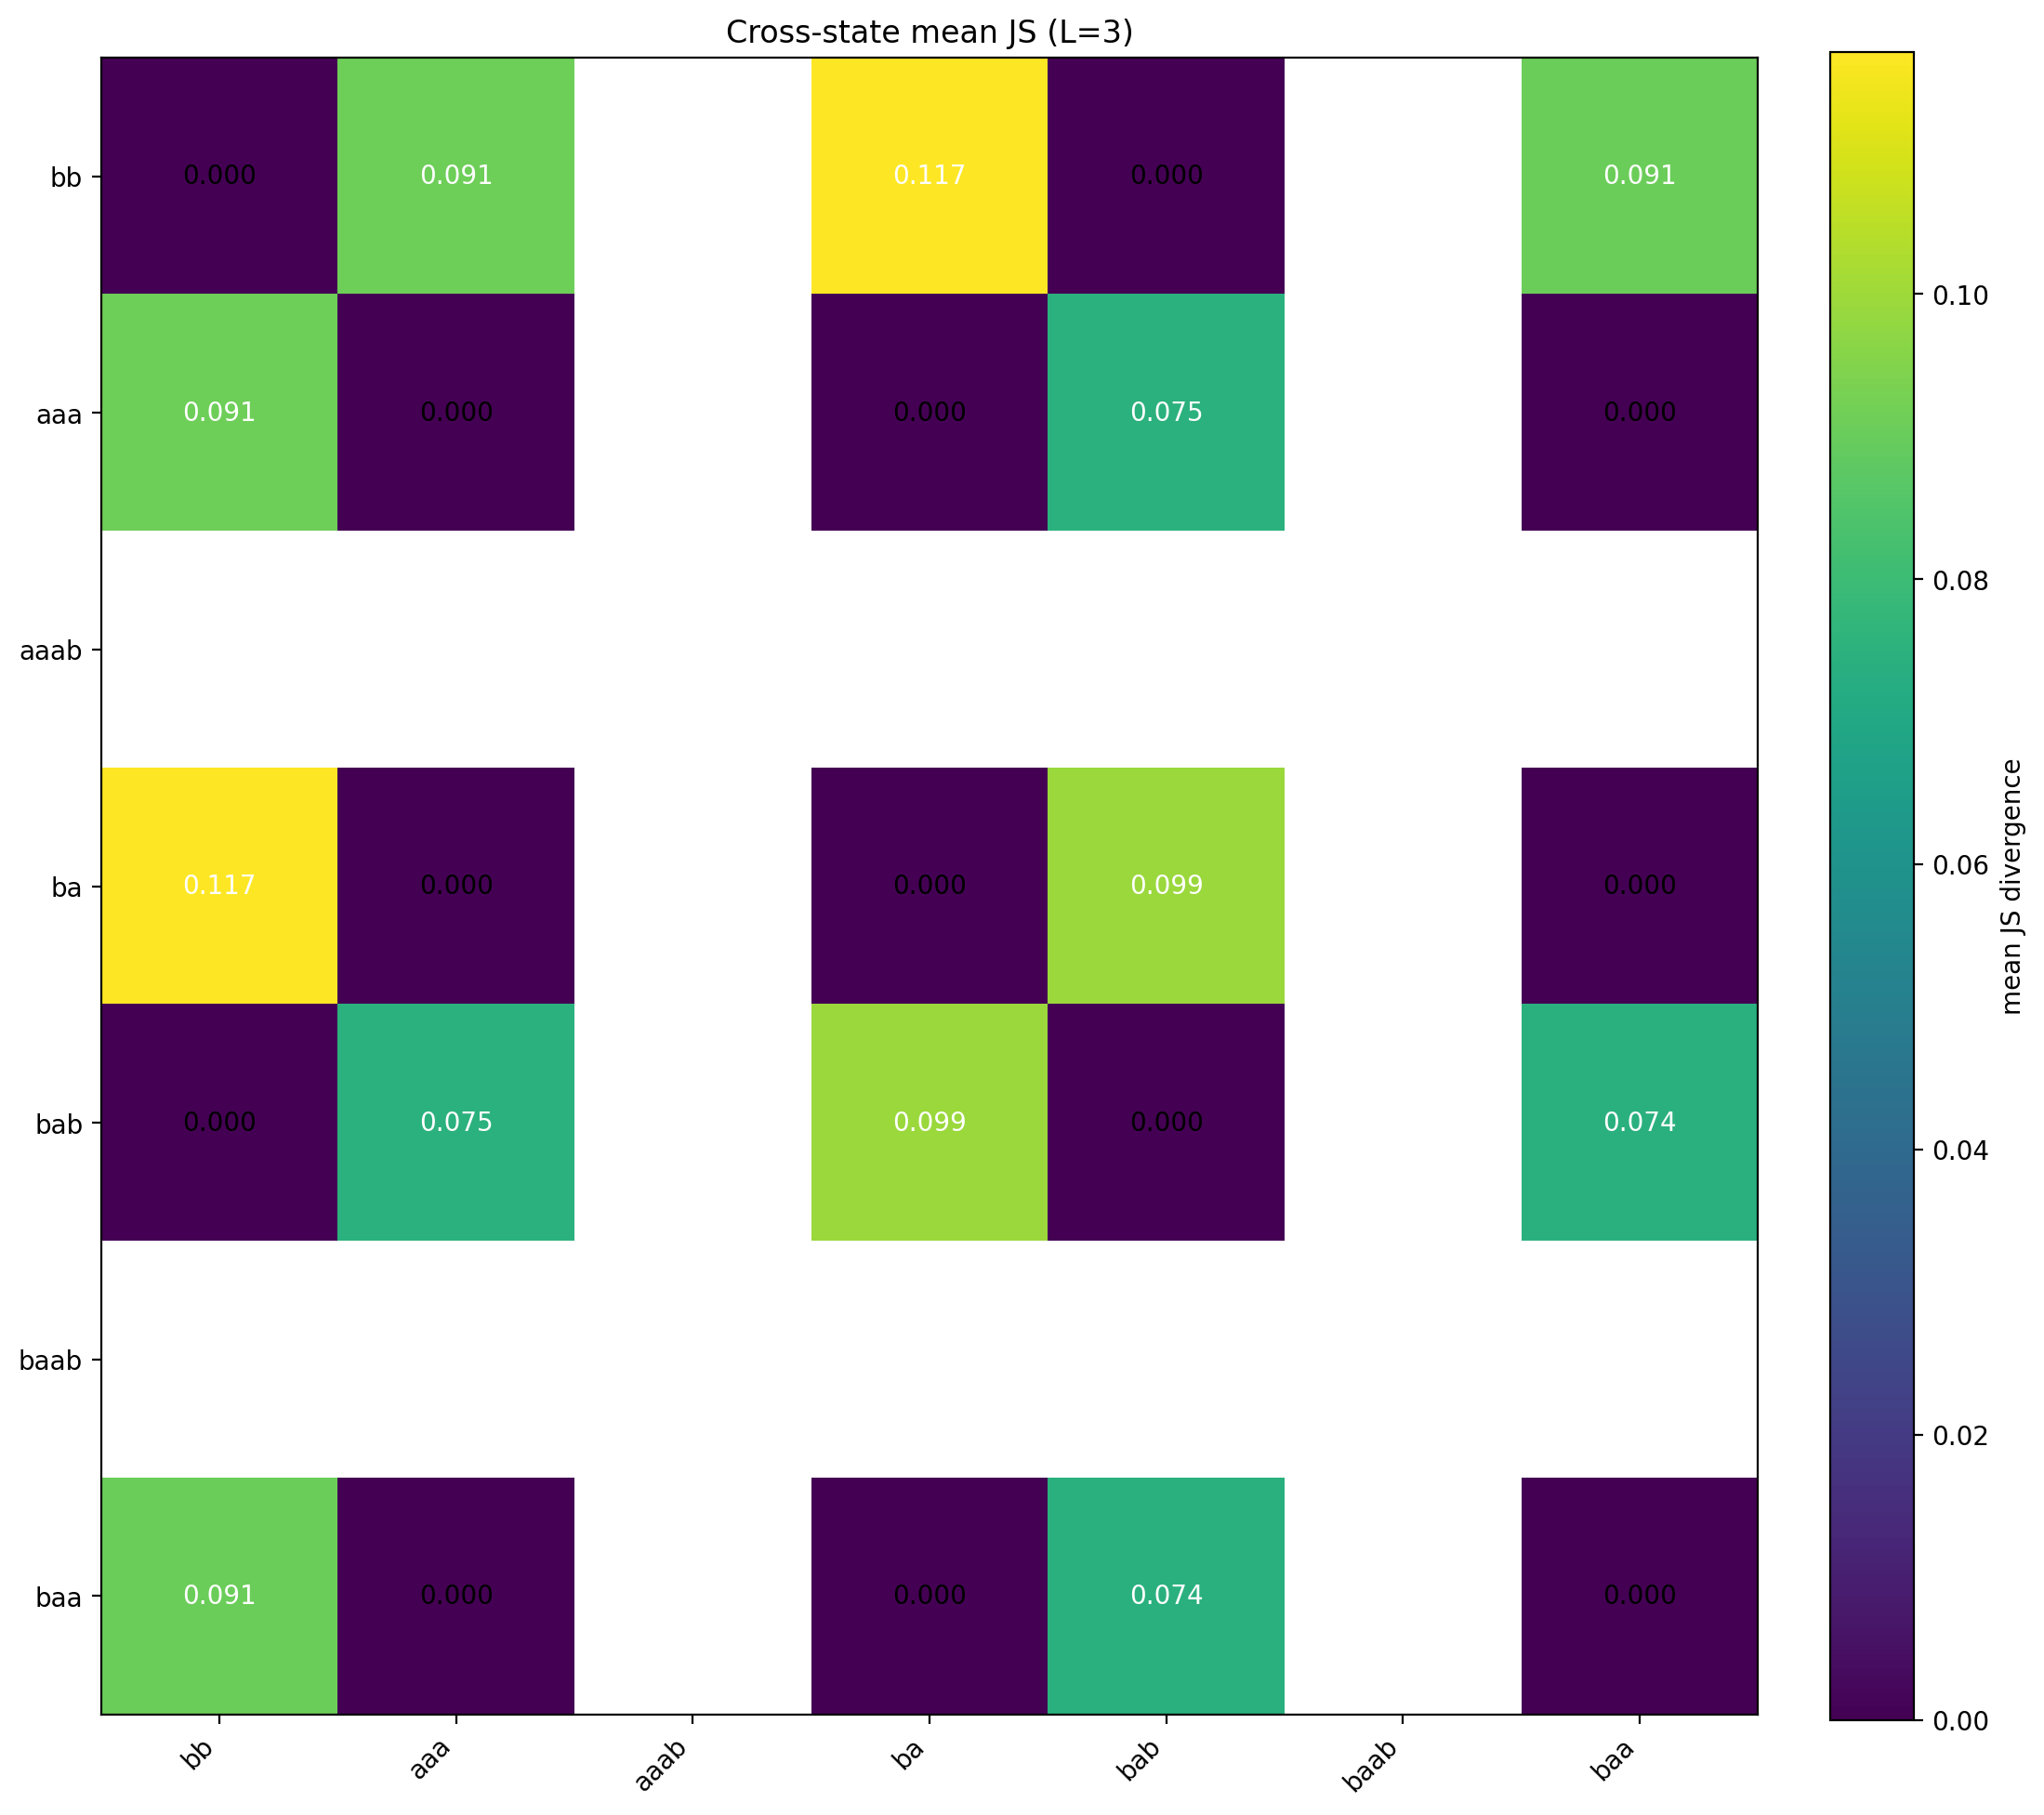 Cross-state mean JS (L=3)
bb 0.000 0.091 0.117 0.000 0.091
aaa 0.091 0.000 0.000 0.075 0.000
aaab
ba 0.117 0.000 0.000 0.099 0.000
bab 0.000 0.075 0.099 0.000 0.074
baab
baa 0.091 0.000 0.000 0.074 0.000
bb aaa aaab ba bab baab baa
0.10
0.08
0.06
0.04
0.02
0.00
mean JS divergence